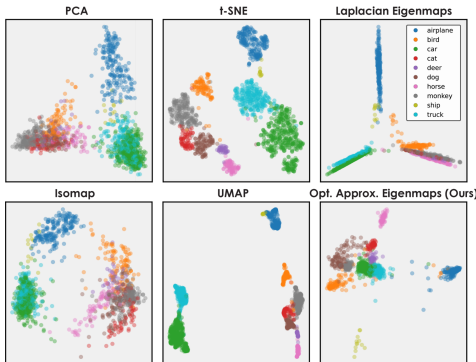 PCA
t-SNE
Laplacian Eigenmaps
airplane
bird
car
cat
deer
dog
horse
monkey
ship
truck
Isomap
UMAP
Opt. Approx. Eigenmaps (Ours)